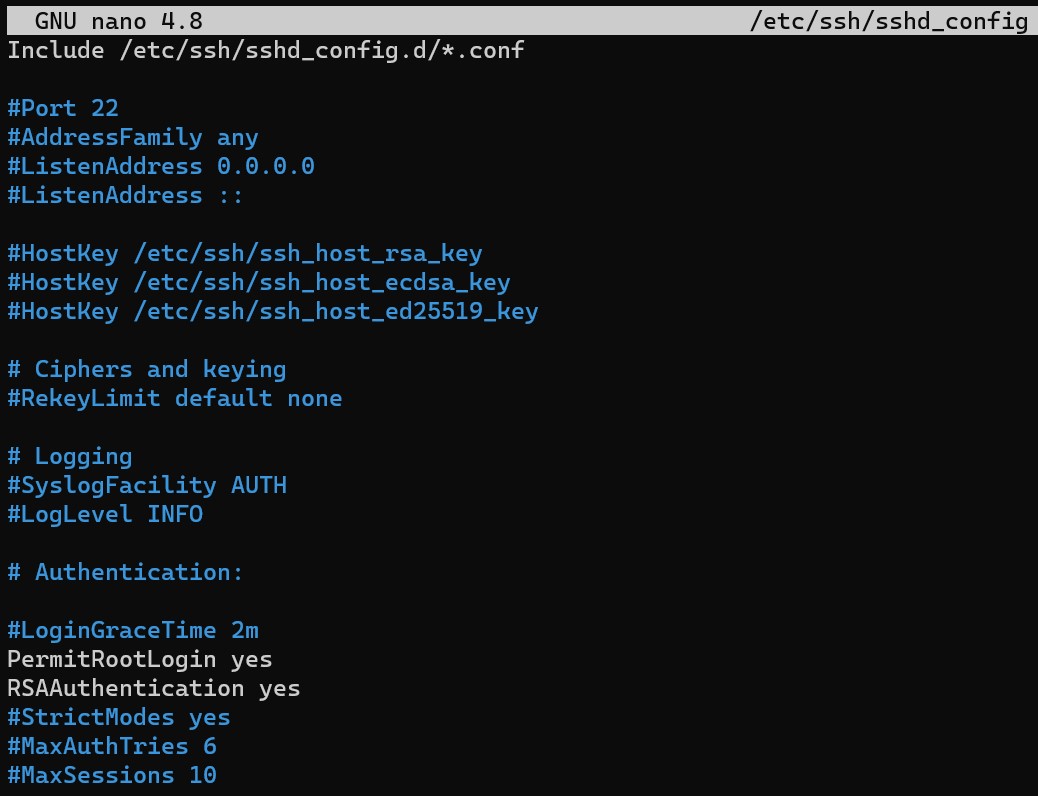 GNU nano 4.8 /etc/ssh/sshd_config
Include /etc/ssh/sshd_config.d/*.conf
#Port 22
#AddressFamily any
#ListenAddress 0.0.0.0
#ListenAddress ::
#HostKey /etc/ssh/ssh_host_rsa_key
#HostKey /etc/ssh/ssh_host_ecdsa_key
#HostKey /etc/ssh/ssh_host_ed25519_key
# Ciphers and keying
#RekeyLimit default none
# Logging
#SyslogFacility AUTH
#LogLevel INFO
# Authentication:
#LoginGraceTime 2m
PermitRootLogin yes
RSAAuthentication yes
#StrictModes yes
#MaxAuthTries 6
#MaxSessions 10